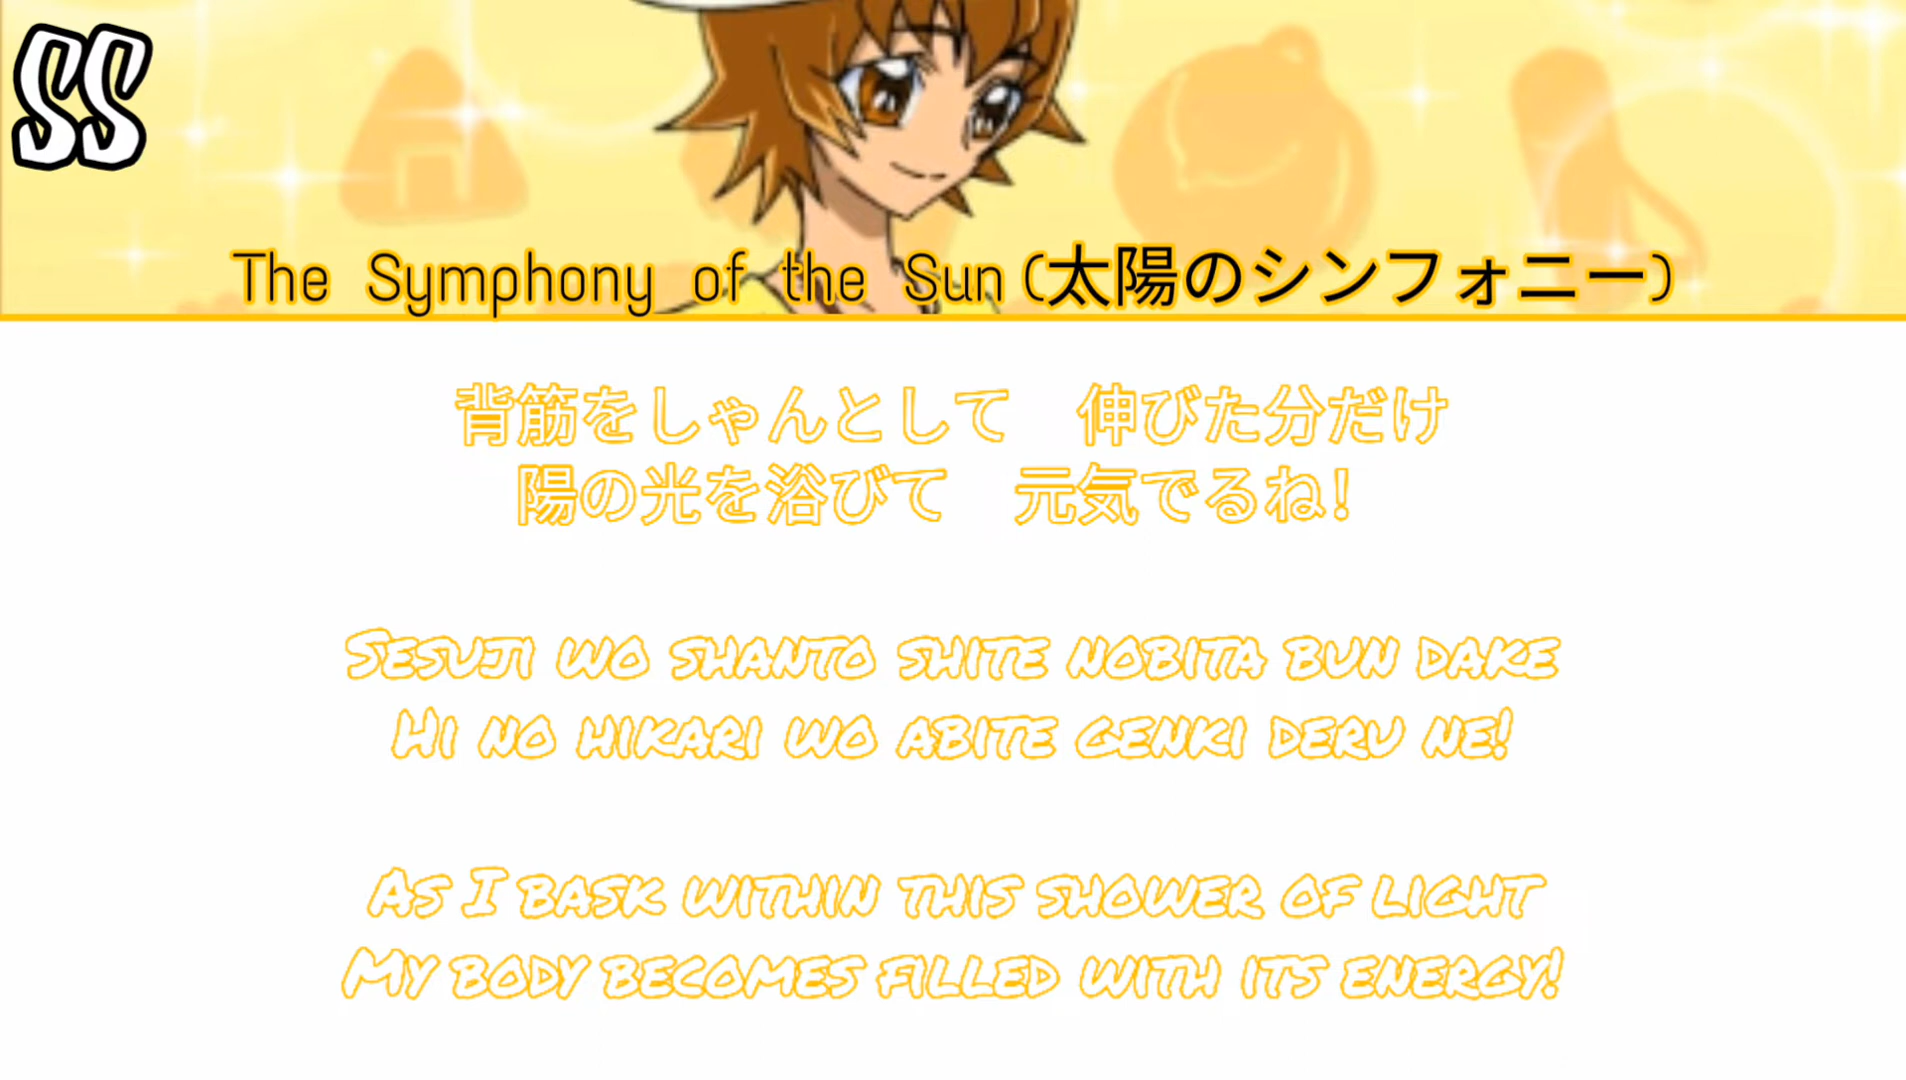 SS
The Symphony of the Sun (太陽のシンフォニー)
背筋をしゃんとして　伸びた分だけ
陽の光を浴びて　元気でるね!
Sesuji wo shanto shite nobita bun dake
Hi no hikari wo abite genki deru ne!
As I bask within this shower of light
My body becomes filled with its energy!